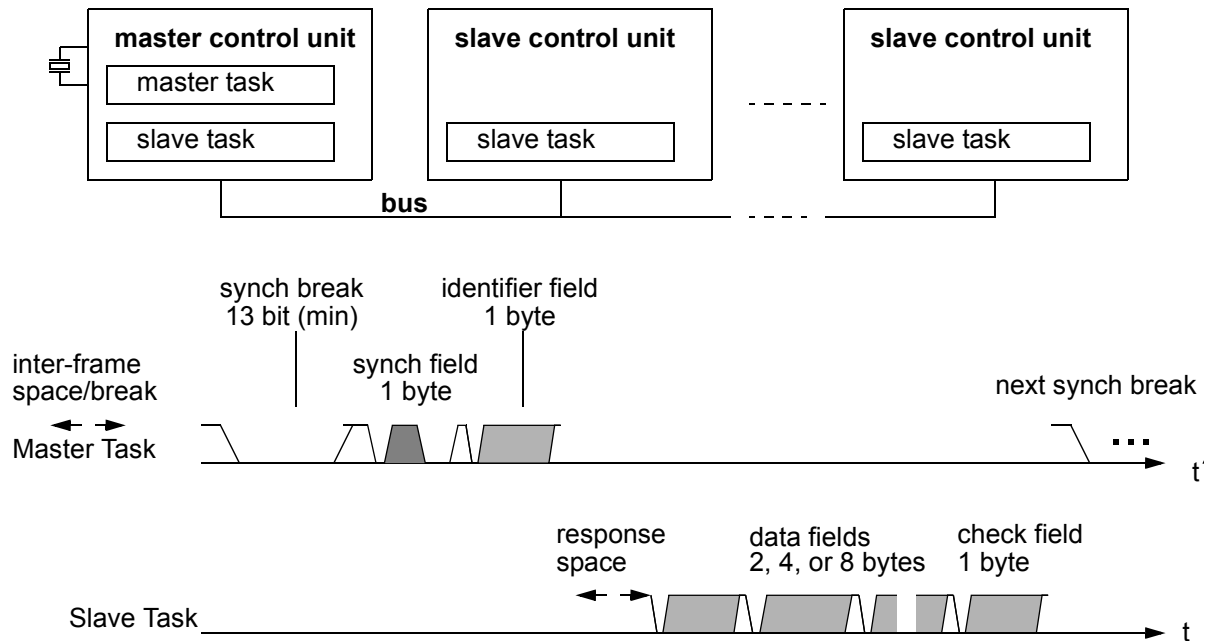 master control unit
master task
slave task
slave control unit
slave task
slave control unit
slave task
bus
synch break
13 bit (min)
identifier field
1 byte
inter-frame
space/break
synch field
1 byte
next synch break
Master Task
t
response
space
data fields
2, 4, or 8 bytes
check field
1 byte
Slave Task
t